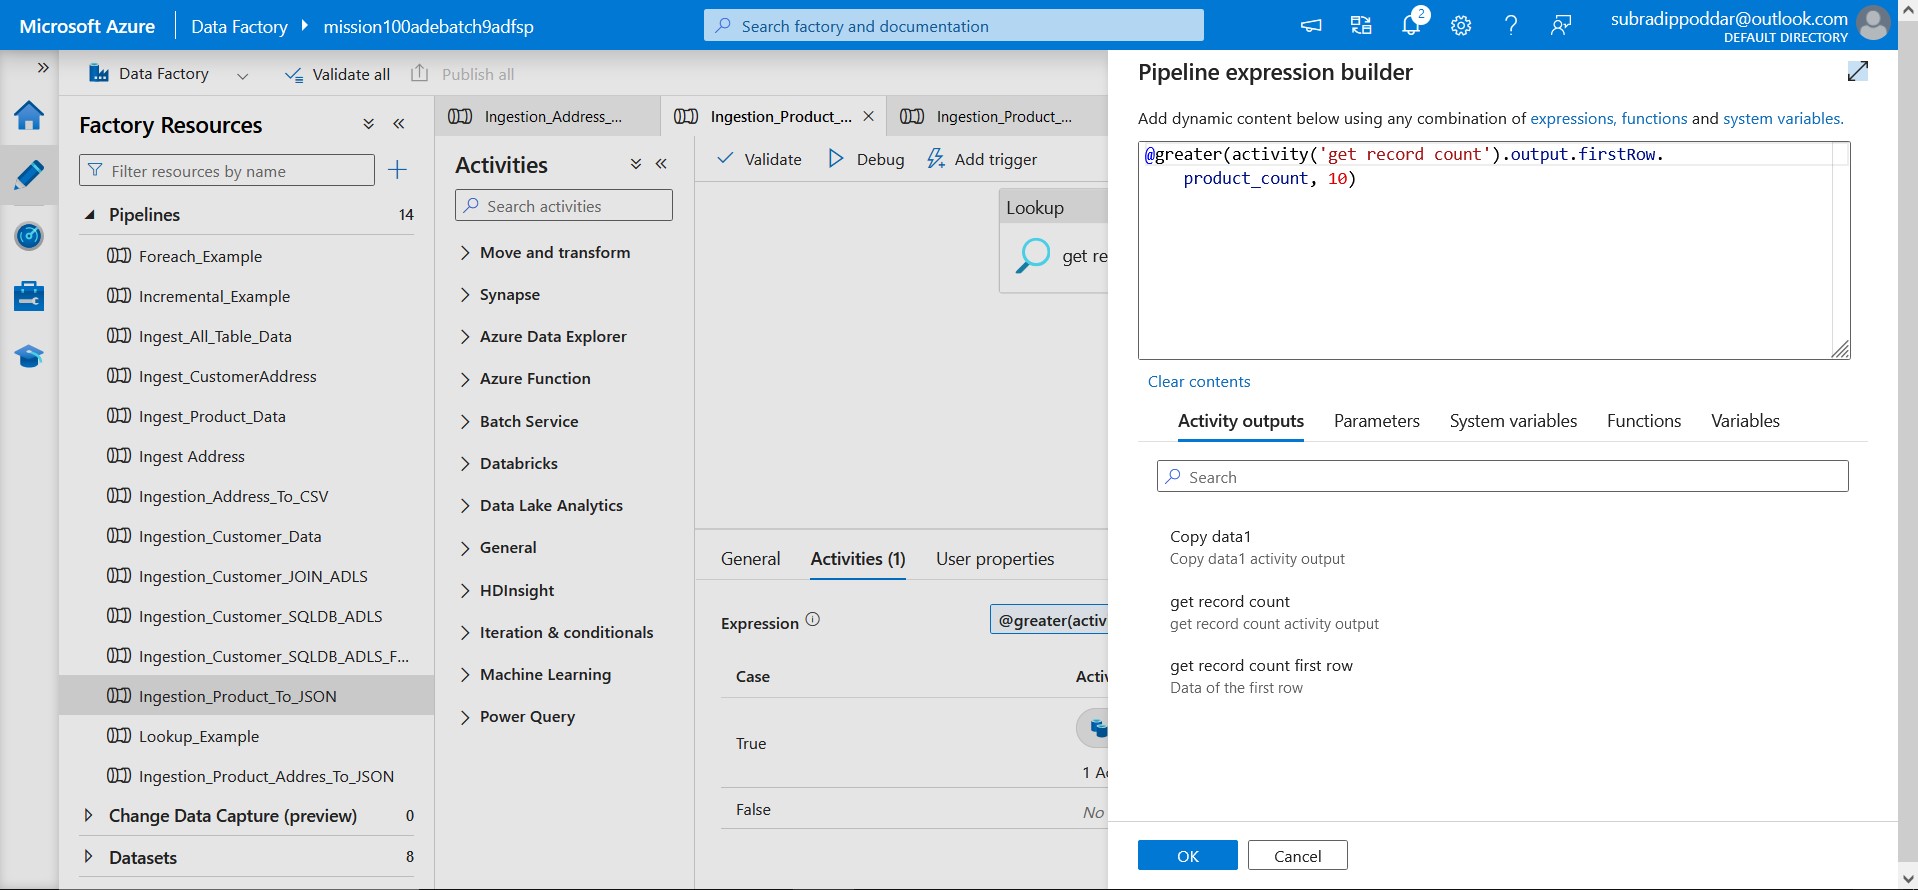 Microsoft Azure
Data Factory
mission100adebatch9adfsp
Search factory and documentation
2
subradippoddar@outlook.com
DEFAULT DIRECTORY
Data Factory
Validate all
Publish all
Factory Resources
Filter resources by name
Pipelines
14
Foreach_Example
Incremental_Example
Ingest_All_Table_Data
Ingest_CustomerAddress
Ingest_Product_Data
Ingest Address
Ingestion_Address_To_CSV
Ingestion_Customer_Data
Ingestion_Customer_JOIN_ADLS
Ingestion_Customer_SQLDB_ADLS
Ingestion_Customer_SQLDB_ADLS_F...
Ingestion_Product_To_JSON
Lookup_Example
Ingestion_Product_Addres_To_JSON
Change Data Capture (preview)
0
Datasets
8
Ingestion_Address_...
Ingestion_Product_...
Ingestion_Product_...
Activities
Search activities
Move and transform
Synapse
Azure Data Explorer
Azure Function
Batch Service
Databricks
Data Lake Analytics
General
HDInsight
Iteration & conditionals
Machine Learning
Power Query
Validate
Debug
Add trigger
Lookup
get re
General
Activities (1)
User properties
Expression
@greater(activ
Case
Activ
True
1 Ac
False
No
Pipeline expression builder
Add dynamic content below using any combination of expressions, functions and system variables.
@greater(activity('get record count').output.firstRow.
product_count, 10)
Clear contents
Activity outputs
Parameters
System variables
Functions
Variables
Search
Copy data1
Copy data1 activity output
get record count
get record count activity output
get record count first row
Data of the first row
OK
Cancel